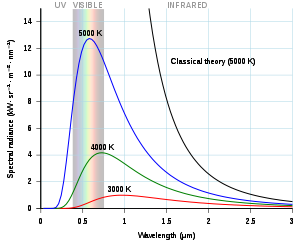 UV VISIBLE INFRARED
14
12
10
8
6
4
2
0
5000 K
Classical theory (5000 K)
4000 K
3000 K
0 0.5 1 1.5 2 2.5 3
Wavelength (μm)
Spectral radiance (kW · sr⁻¹ · m⁻² · nm⁻¹)